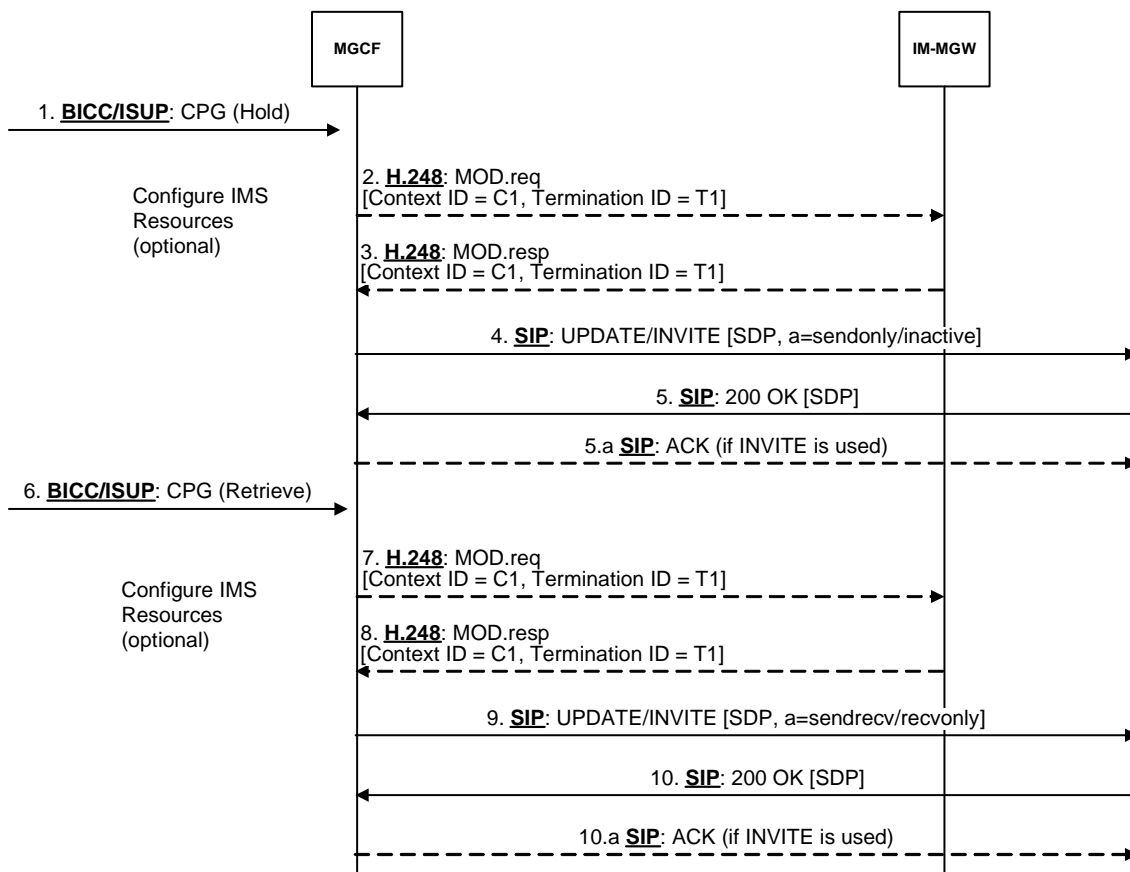 MGCF
IM-MGW
1. BICC/ISUP: CPG (Hold)
Configure IMS
Resources
(optional)
2. H.248: MOD.req
[Context ID = C1, Termination ID = T1]
3. H.248: MOD.resp
[Context ID = C1, Termination ID = T1]
4. SIP: UPDATE/INVITE [SDP, a=sendonly/inactive]
5. SIP: 200 OK [SDP]
5.a SIP: ACK (if INVITE is used)
6. BICC/ISUP: CPG (Retrieve)
Configure IMS
Resources
(optional)
7. H.248: MOD.req
[Context ID = C1, Termination ID = T1]
8. H.248: MOD.resp
[Context ID = C1, Termination ID = T1]
9. SIP: UPDATE/INVITE [SDP, a=sendrecv/recvonly]
10. SIP: 200 OK [SDP]
10.a SIP: ACK (if INVITE is used)